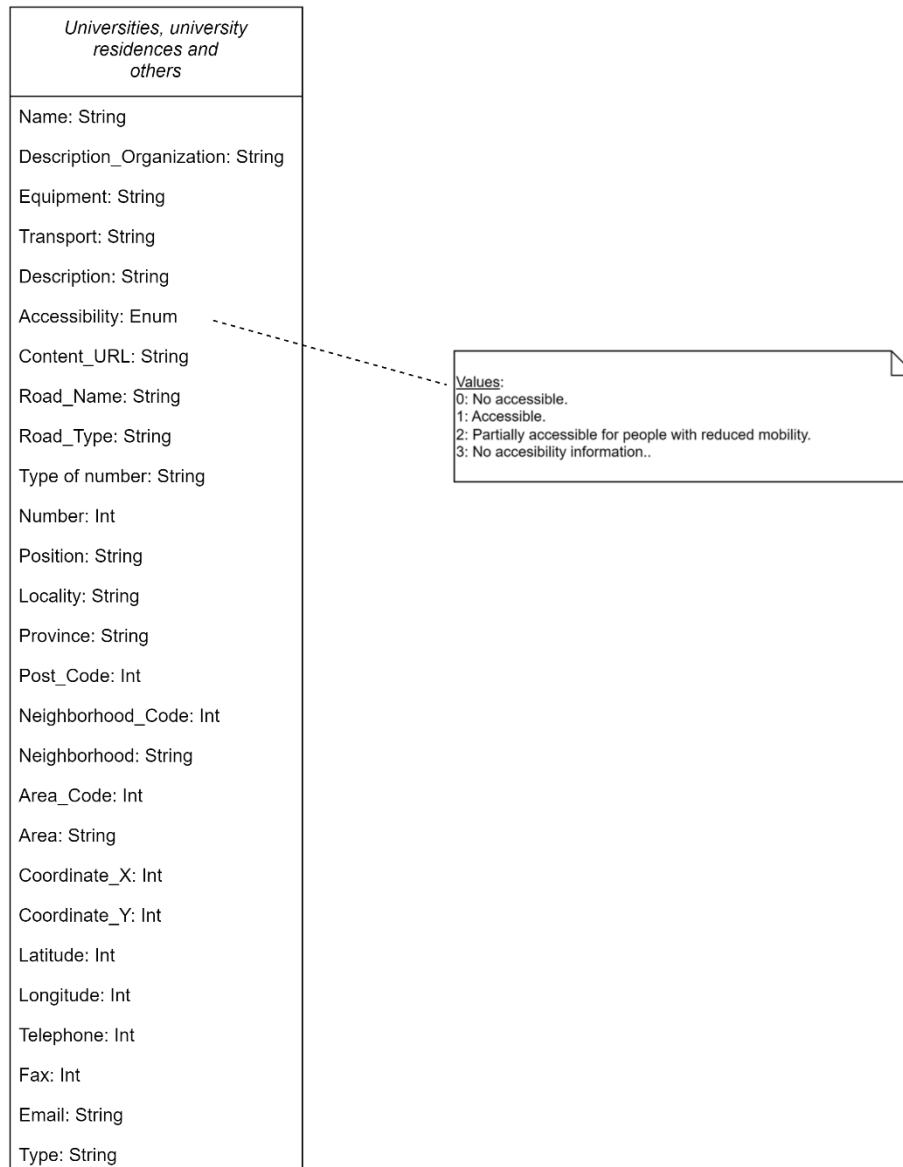 Universities, university
residences and
others
Name: String
Description_Organization: String
Equipment: String
Transport: String
Description: String
Accessibility: Enum
Content_URL: String
Road_Name: String
Road_Type: String
Type of number: String
Number: Int
Position: String
Locality: String
Province: String
Post_Code: Int
Neighborhood_Code: Int
Neighborhood: String
Area_Code: Int
Area: String
Coordinate_X: Int
Coordinate_Y: Int
Latitude: Int
Longitude: Int
Telephone: Int
Fax: Int
Email: String
Type: String
Values:
0: No accessible.
1: Accessible.
2: Partially accessible for people with reduced mobility.
3: No accesibility information..